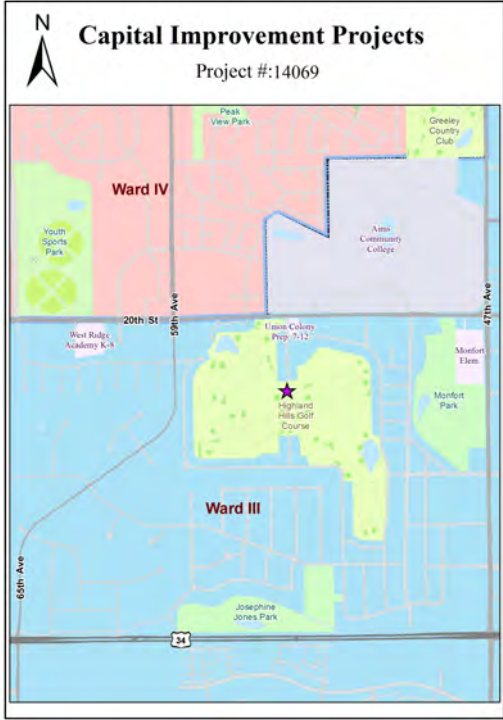 N
Capital Improvement Projects
Project #:14069
Peak
View Park
Greeley
Country
Club
Ward IV
Youth
Sports
Park
Aims
Community
College
59th Ave
47th Ave
20th St
West Ridge
Academy K-8
Union Colony
Prep 7-12
Monfort
Elem
Highland
Hills Golf
Course
Monfort
Park
Ward III
65th Ave
Josephine
Jones Park
34